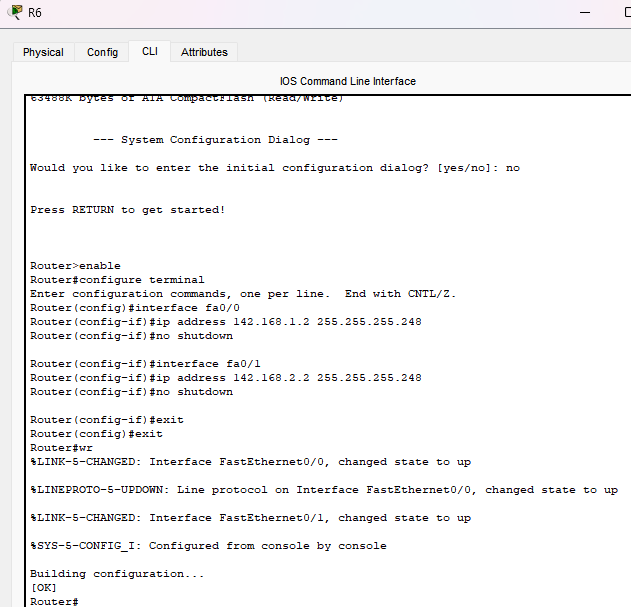 R6
Physical Config CLI Attributes
IOS Command Line Interface
63488K bytes of ATA CompactFlash (Read/Write)
--- System Configuration Dialog ---
Would you like to enter the initial configuration dialog? [yes/no]: no
Press RETURN to get started!
Router>enable
Router#configure terminal
Enter configuration commands, one per line.  End with CNTL/Z.
Router(config)#interface fa0/0
Router(config-if)#ip address 142.168.1.2 255.255.255.248
Router(config-if)#no shutdown
Router(config-if)#interface fa0/1
Router(config-if)#ip address 142.168.2.2 255.255.255.248
Router(config-if)#no shutdown
Router(config-if)#exit
Router(config)#exit
Router#wr
%LINK-5-CHANGED: Interface FastEthernet0/0, changed state to up
%LINEPROTO-5-UPDOWN: Line protocol on Interface FastEthernet0/0, changed state to up
%LINK-5-CHANGED: Interface FastEthernet0/1, changed state to up
%SYS-5-CONFIG_I: Configured from console by console
Building configuration...
[OK]
Router#